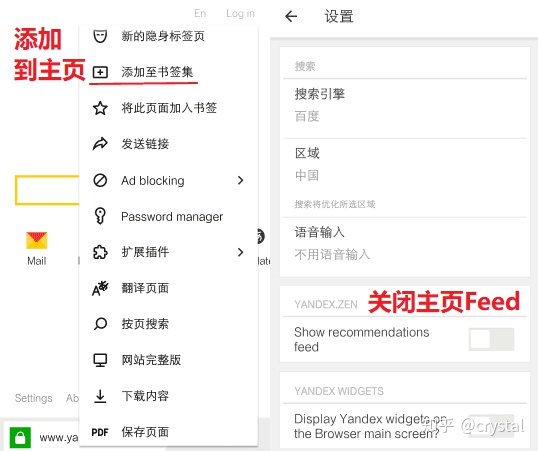 En Log in
添加
到主页
新的隐身标签页
添加至书签集
将此页面加入书签
发送链接
Ad blocking
Password manager
扩展插件
翻译页面
按页搜索
网站完整版
下载内容
PDF 保存页面
Mail
Settings
www.ya
设置
搜索
搜索引擎
百度
区域
中国
搜索将优化所选区域
语音输入
不用语音输入
YANDEX.ZEN
关闭主页Feed
Show recommendations
feed
YANDEX WIDGETS
Display Yandex widgets on
the Browser main screen?
知乎 @crystal